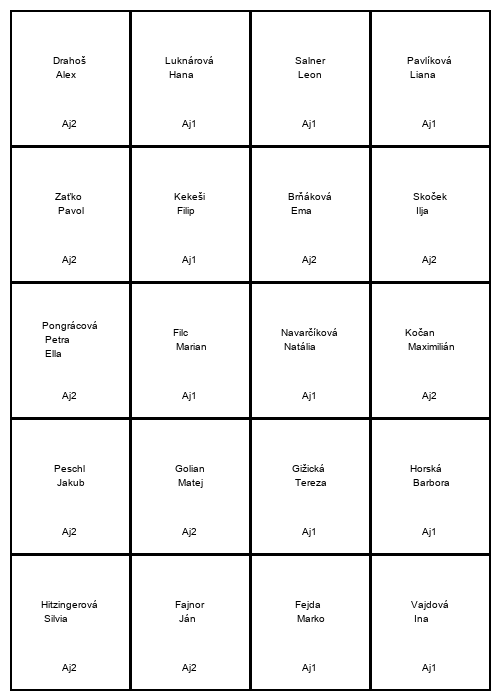 Drahoš
Alex
Aj2
Luknárová
Hana
Aj1
Salner
Leon
Aj1
Pavlíková
Liana
Aj1
Zaťko
Pavol
Aj2
Kekeši
Filip
Aj1
Brňáková
Ema
Aj2
Skoček
Ilja
Aj2
Pongrácová
Petra
Ella
Aj2
Filc
Marian
Aj1
Navarčíková
Natália
Aj1
Kočan
Maximilián
Aj2
Peschl
Jakub
Aj2
Golian
Matej
Aj2
Gižická
Tereza
Aj1
Horská
Barbora
Aj1
Hitzingerová
Silvia
Aj2
Fajnor
Ján
Aj2
Fejda
Marko
Aj1
Vajdová
Ina
Aj1